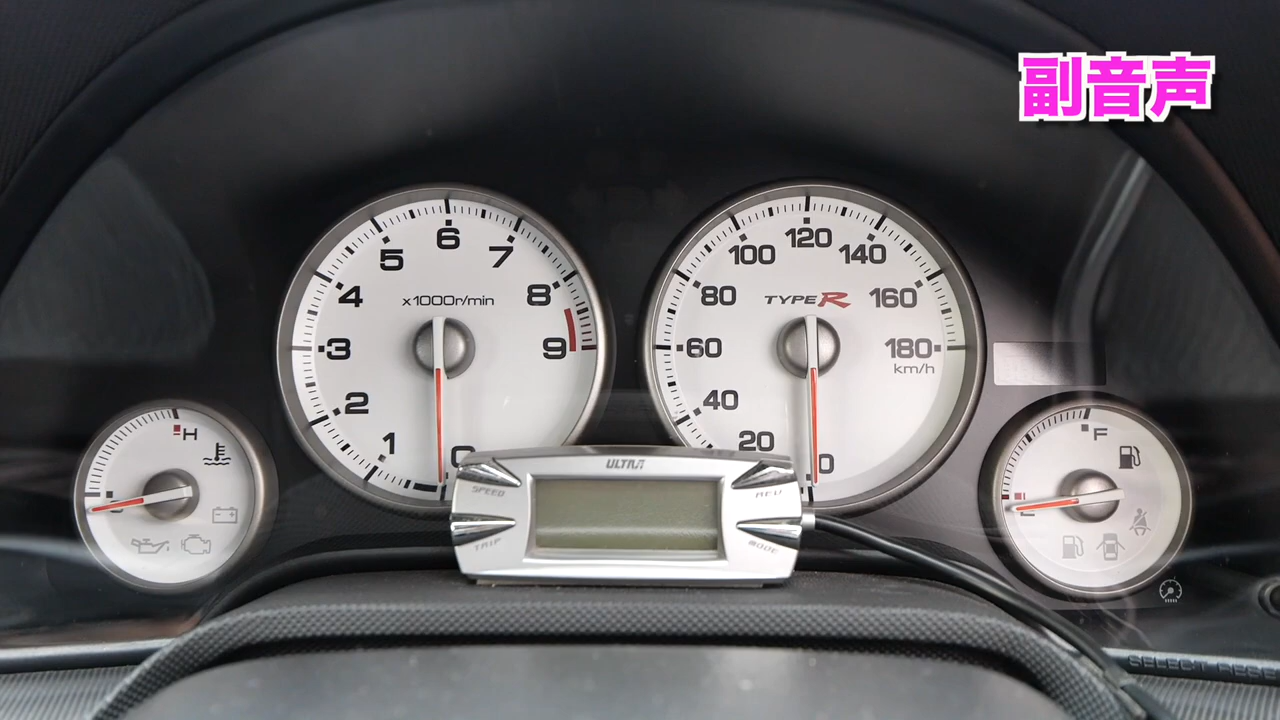 副音声
6
5
7
4
x1000r/min
8
3
9
2
1
0
120
100
140
80
TYPE R
160
60
180
km/h
40
20
0
H
F
ULTRA
SPEED
TRIP
MODE
SELECT